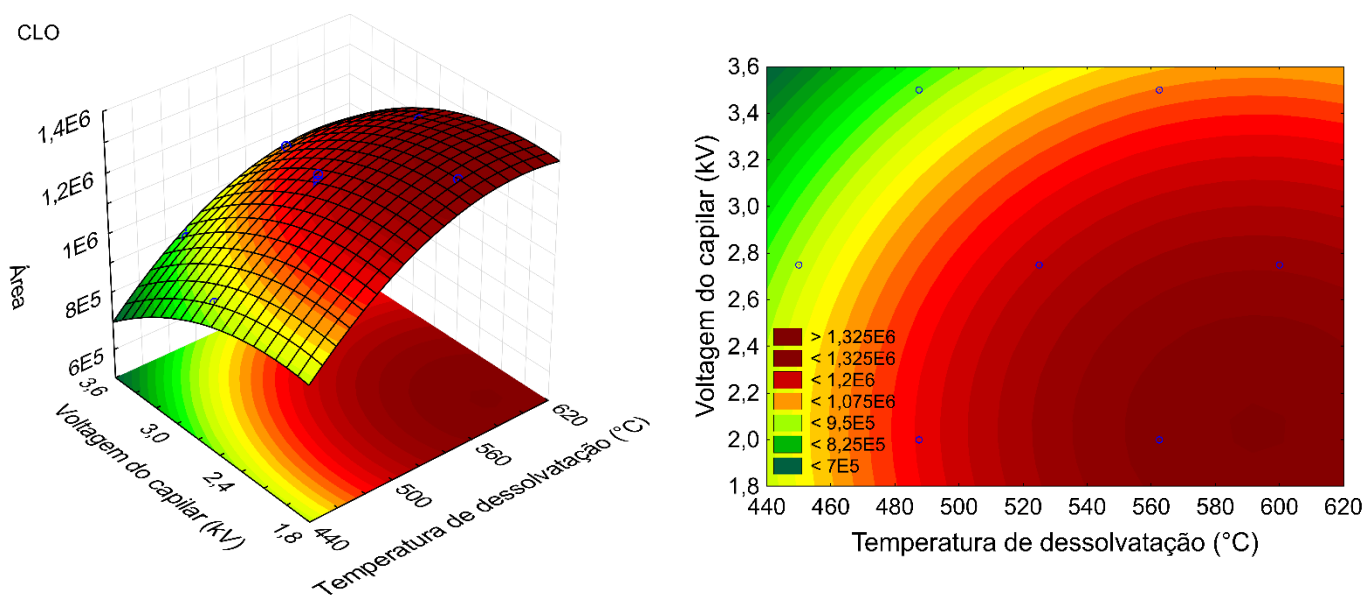 CLO
1,4E6
1,2E6
1E6
8E5
6E5
Área
3,6
3,0
2,4
1,8
Voltagem do capilar (kV)
440
500
560
620
Temperatura de dessolvatação (°C)
3,6
3,4
3,2
3,0
2,8
2,6
2,4
2,2
2,0
1,8
Voltagem do capilar (kV)
> 1,325E6
< 1,325E6
< 1,2E6
< 1,075E6
< 9,5E5
< 8,25E5
< 7E5
440 460 480 500 520 540 560 580 600 620
Temperatura de dessolvatação (°C)